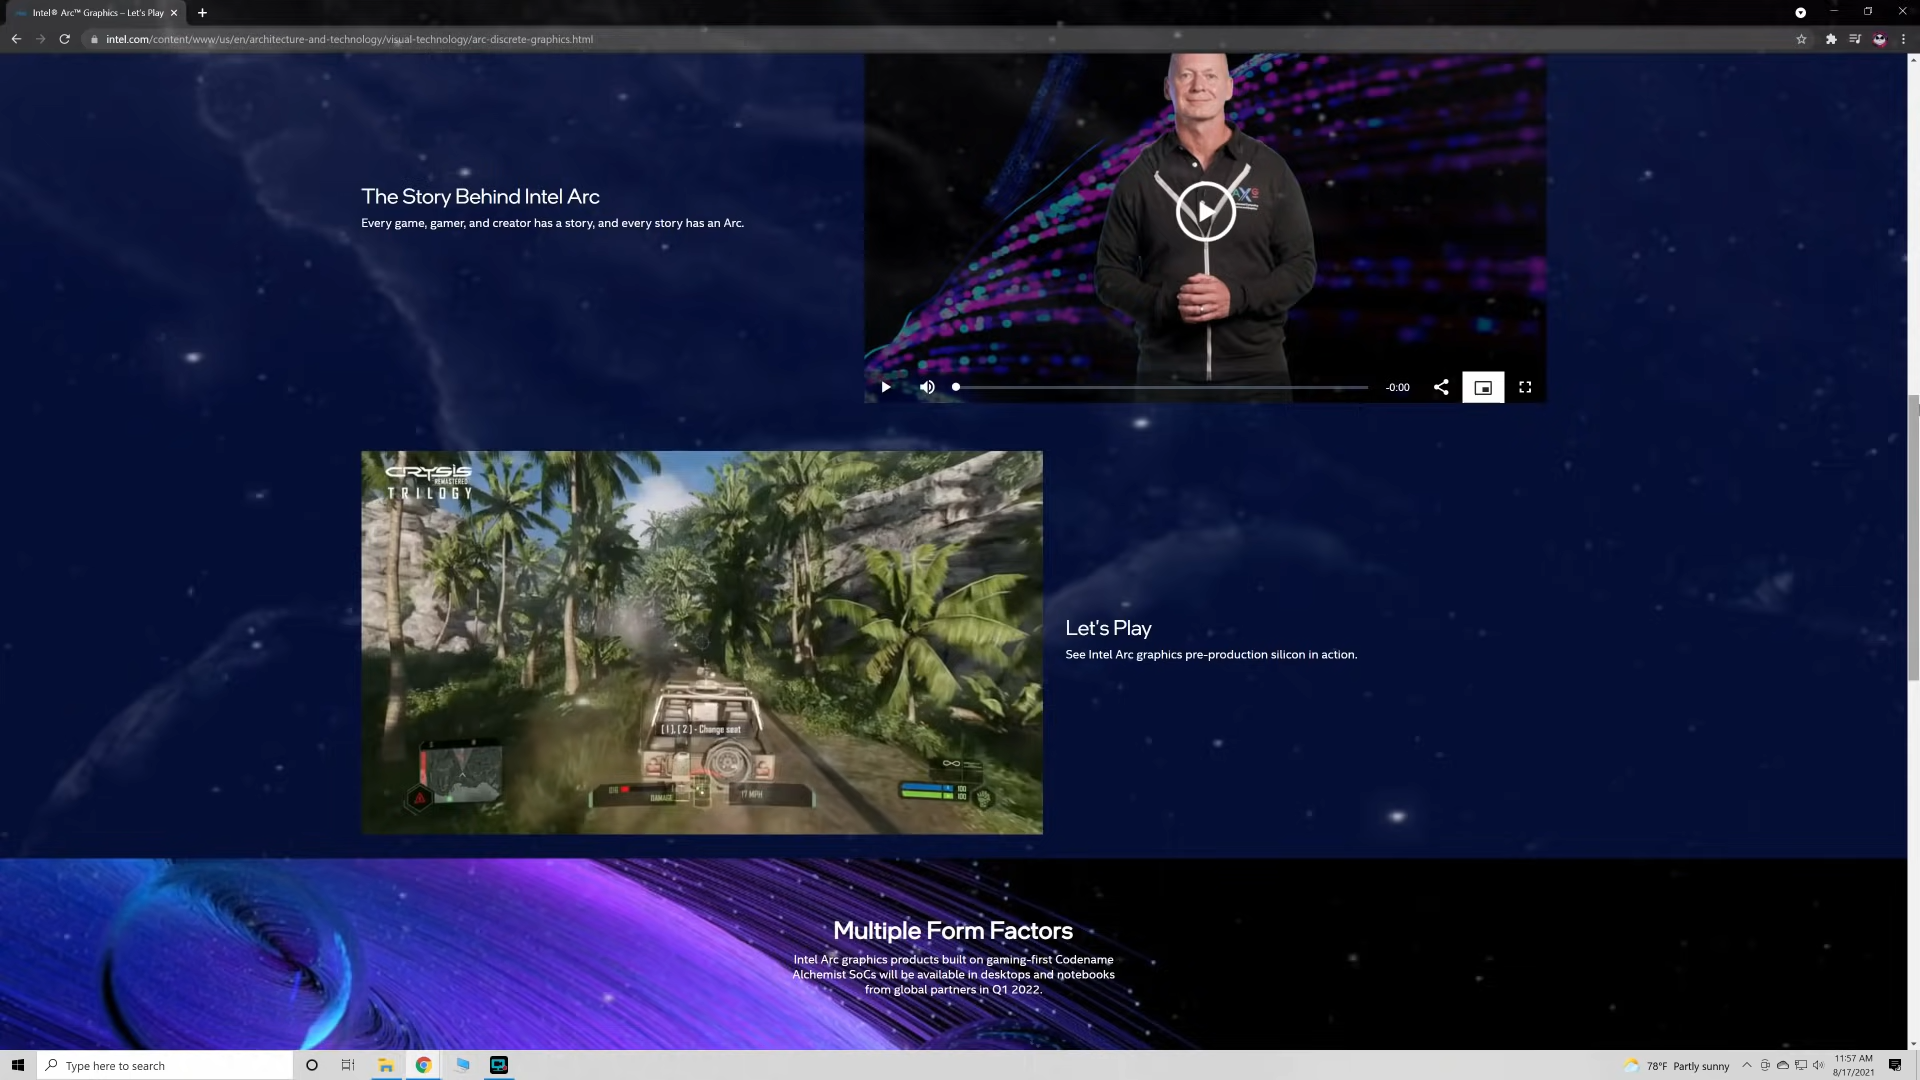 Intel® Arc™ Graphics – Let's Play
intel.com/content/www/us/en/architecture-and-technology/visual-technology/arc-discrete-graphics.html
The Story Behind Intel Arc
Every game, gamer, and creator has a story, and every story has an Arc.
AXG
-0:00
CRYSIS
REMASTERED
TRILOGY
Let's Play
See Intel Arc graphics pre-production silicon in action.
[1], [2] - Change seat
DAMAGE
17 MPH
100
100
Multiple Form Factors
Intel Arc graphics products built on gaming-first Codename
Alchemist SoCs will be available in desktops and notebooks
from global partners in Q1 2022.
Type here to search
78°F Partly sunny
11:57 AM
8/17/2021